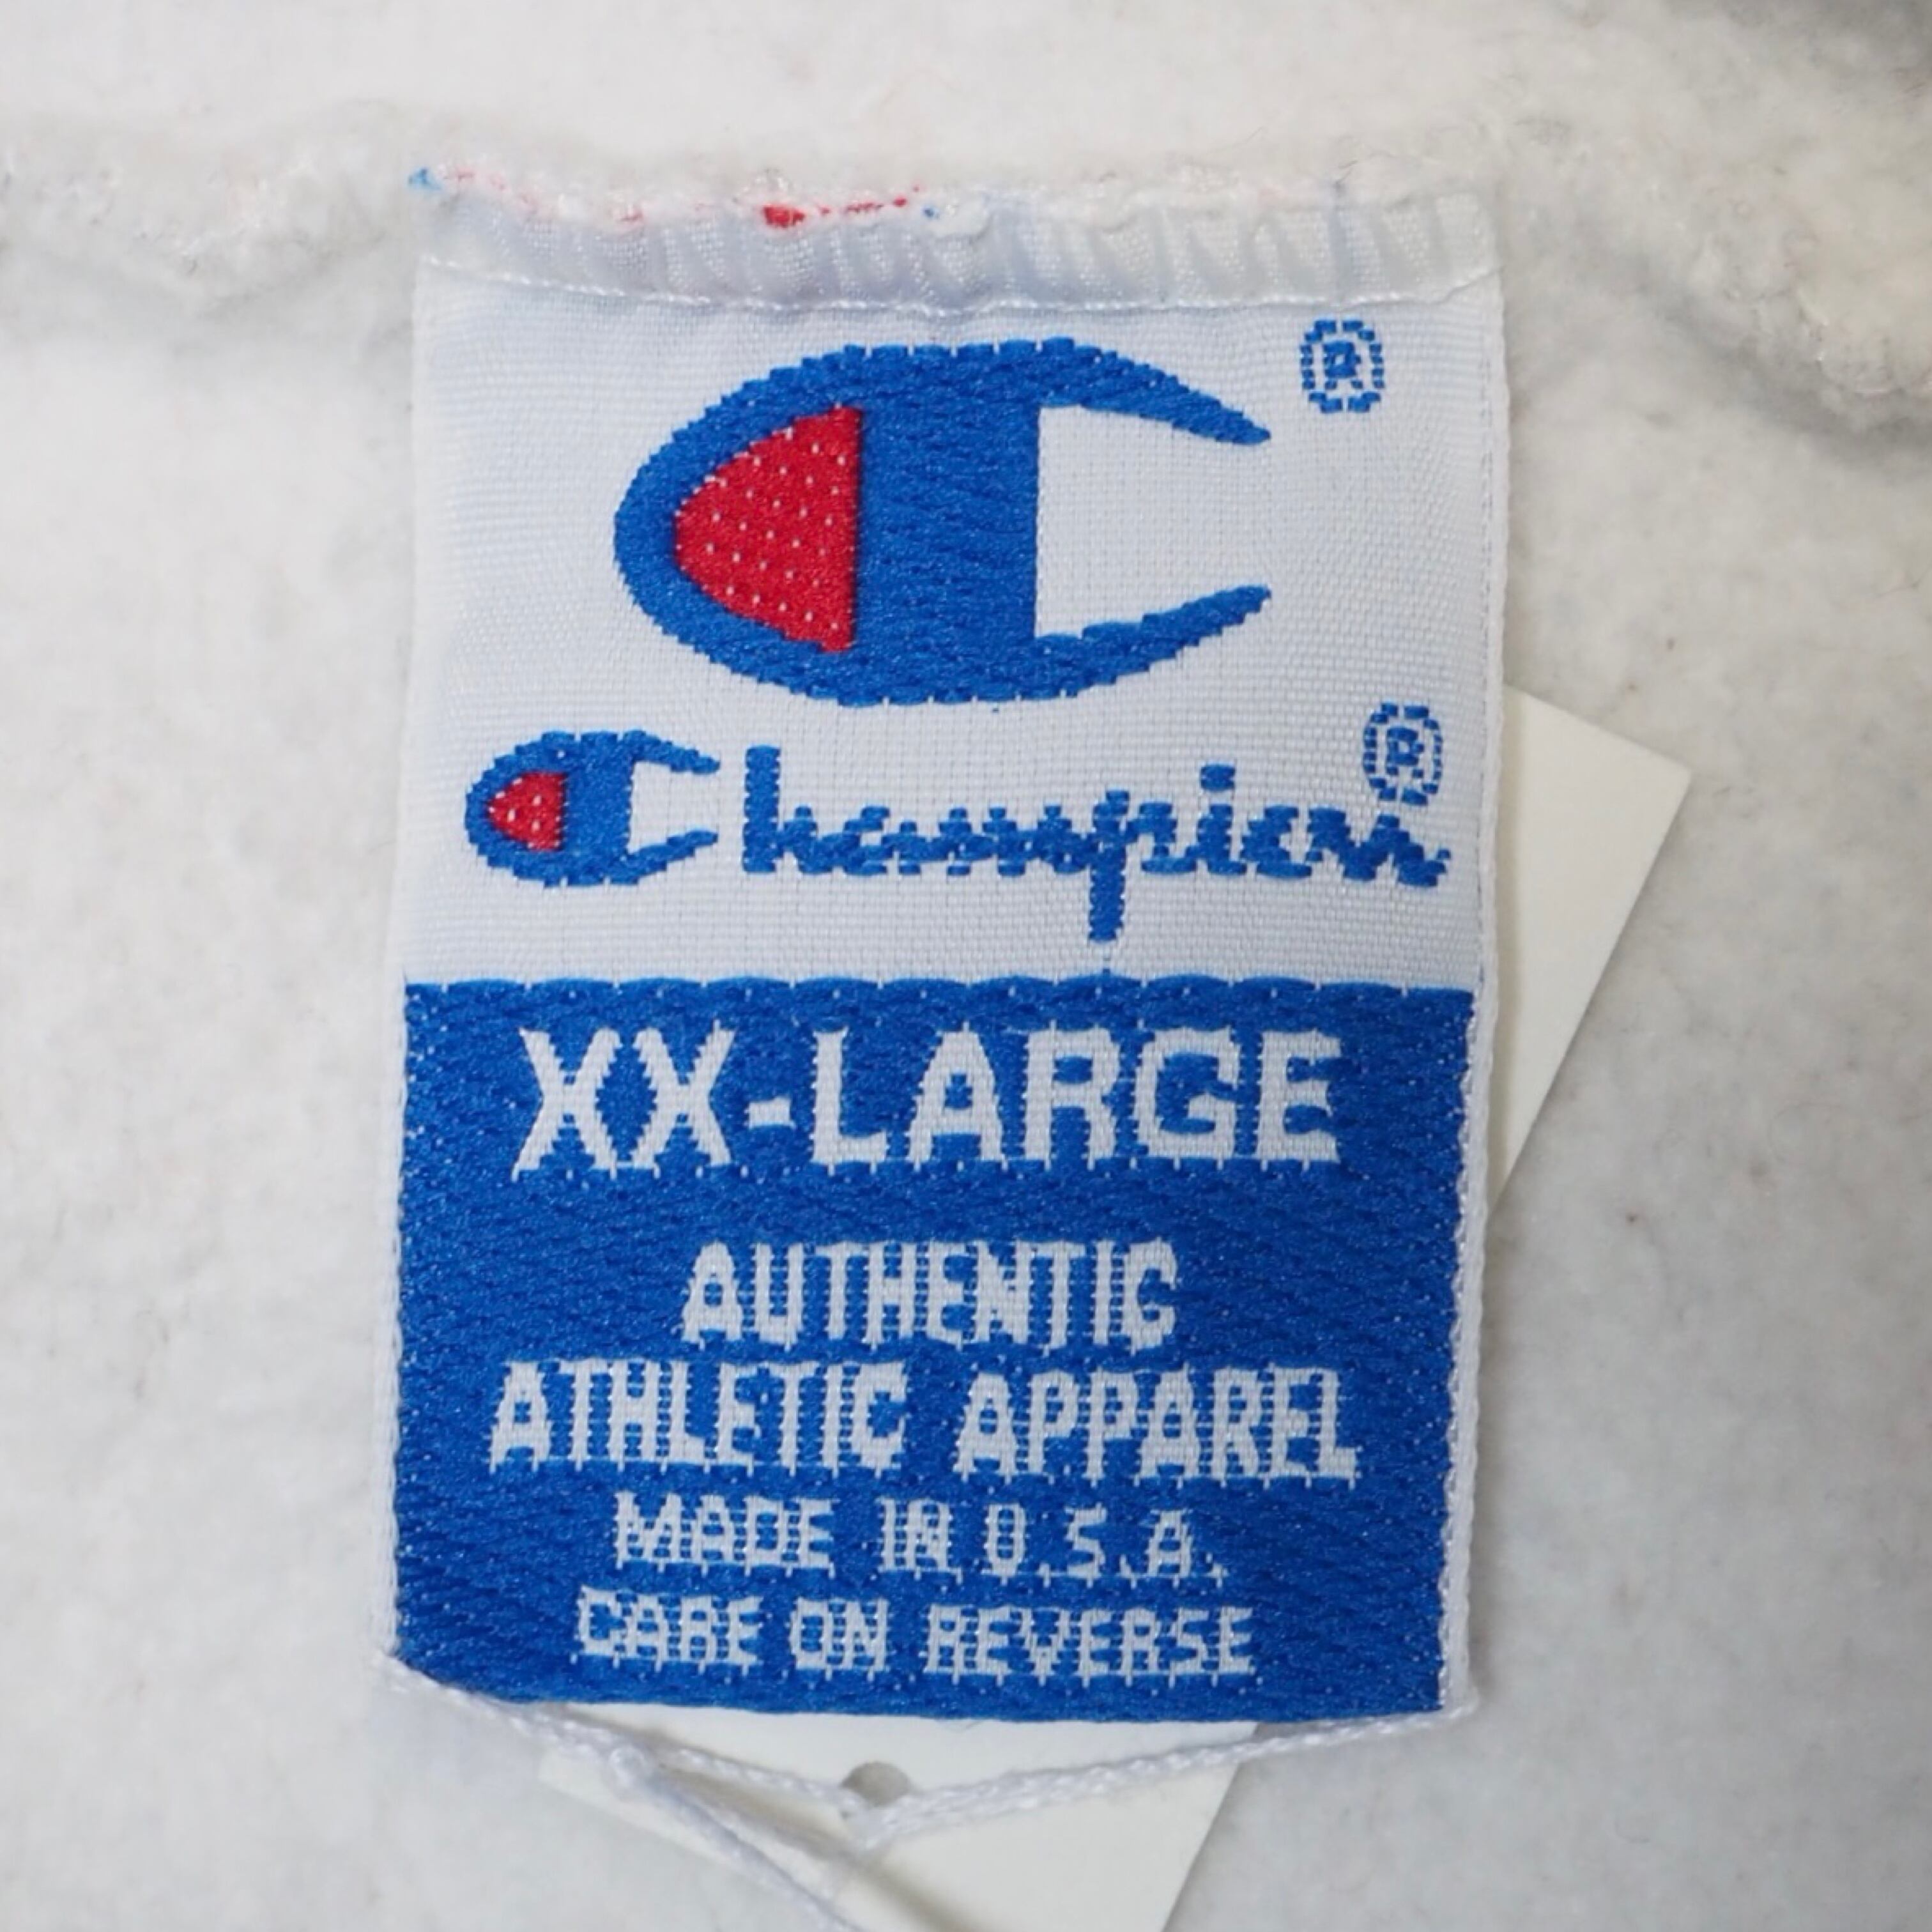 ®
Champion®
XX-LARGE
AUTHENTIC
ATHLETIC APPAREL
MADE IN U.S.A.
CARE ON REVERSE